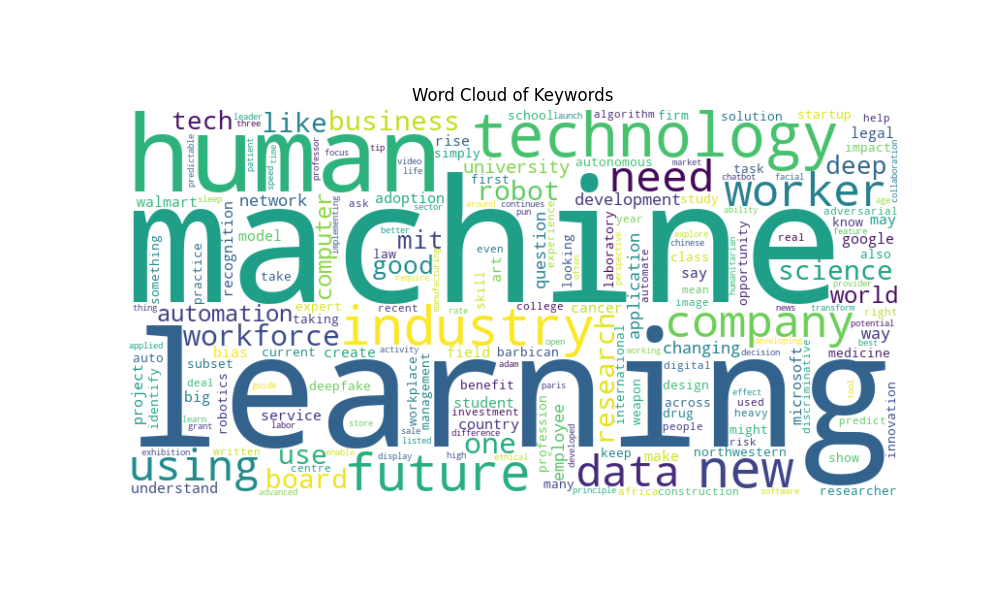 Word Cloud of Keywords
human
technology
machine
learning
tech
leader
three
like
business
school
launch
algorithm
firm
solution
startup
help
legal
impact
predictable
patient
speed
time
professor
focus
tip
video
life
rise
simply
university
first
autonomous
market
task
chatbot
facial
deep
collaboration
need
worker
robot
development
study
ability
age
adversarial
walmart
sleep
network
computer
implementing
adoption
sector
ask
around
continues
pun
year
know
may
feature
google
also
something
practice
recognition
model
take
better
law
mit
good
manufacturing
require
even
art
skill
question
experience
looking
often
laboratory
perspective
application
automate
explore
chinese
class
say
mean
image
humanitarian
opportunity
real
science
provider
world
thing
automation
expert
taking
recent
rate
college
cancer
news
transform
right
potential
workforce
industry
company
way
applied
auto
bias
current
create
activity
field
open
barbican
adam
paris
research
working
changing
developing
decision
best
medicine
project
identify
subset
deal
big
learn
grant
robotics
guide
service
labor
deepfake
store
workplace
management
benefit
student
investment
country
difference
international
weapon
digital
design
across
drug
people
effect
used
heavy
might
risk
microsoft
discriminative
tool
predict
innovation
exhibition
written
sale
listed
one
profession
employee
developed
keep
make
northwestern
show
using
use
centre
enable
display
high
ethical
understand
board
advanced
future
many
data
principle
africa
construction
new
software
researcher